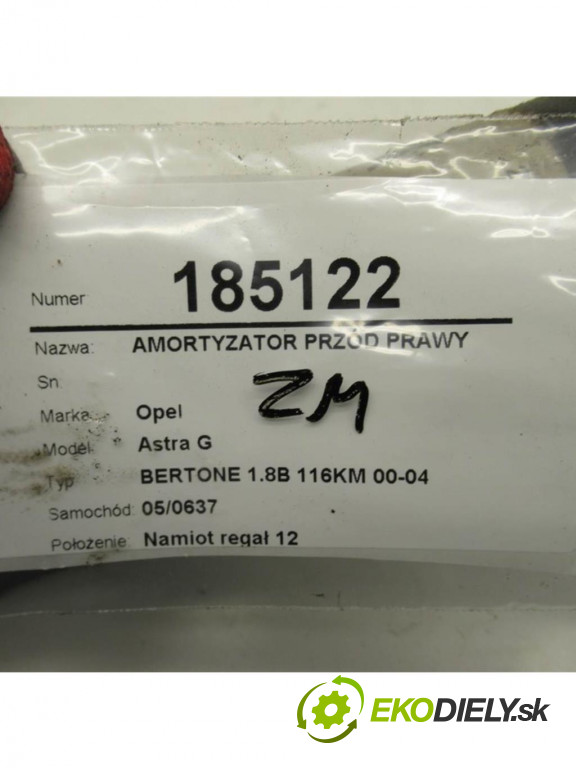 Numer: 185122
Nazwa: AMORTYZATOR PRZÓD PRAWY
Sn:
ZM
Marka: Opel
Model: Astra G
Typ: BERTONE 1.8B 116KM 00-04
Samochód: 05/0637
Położenie: Namiot regał 12
EKODIELY.sk